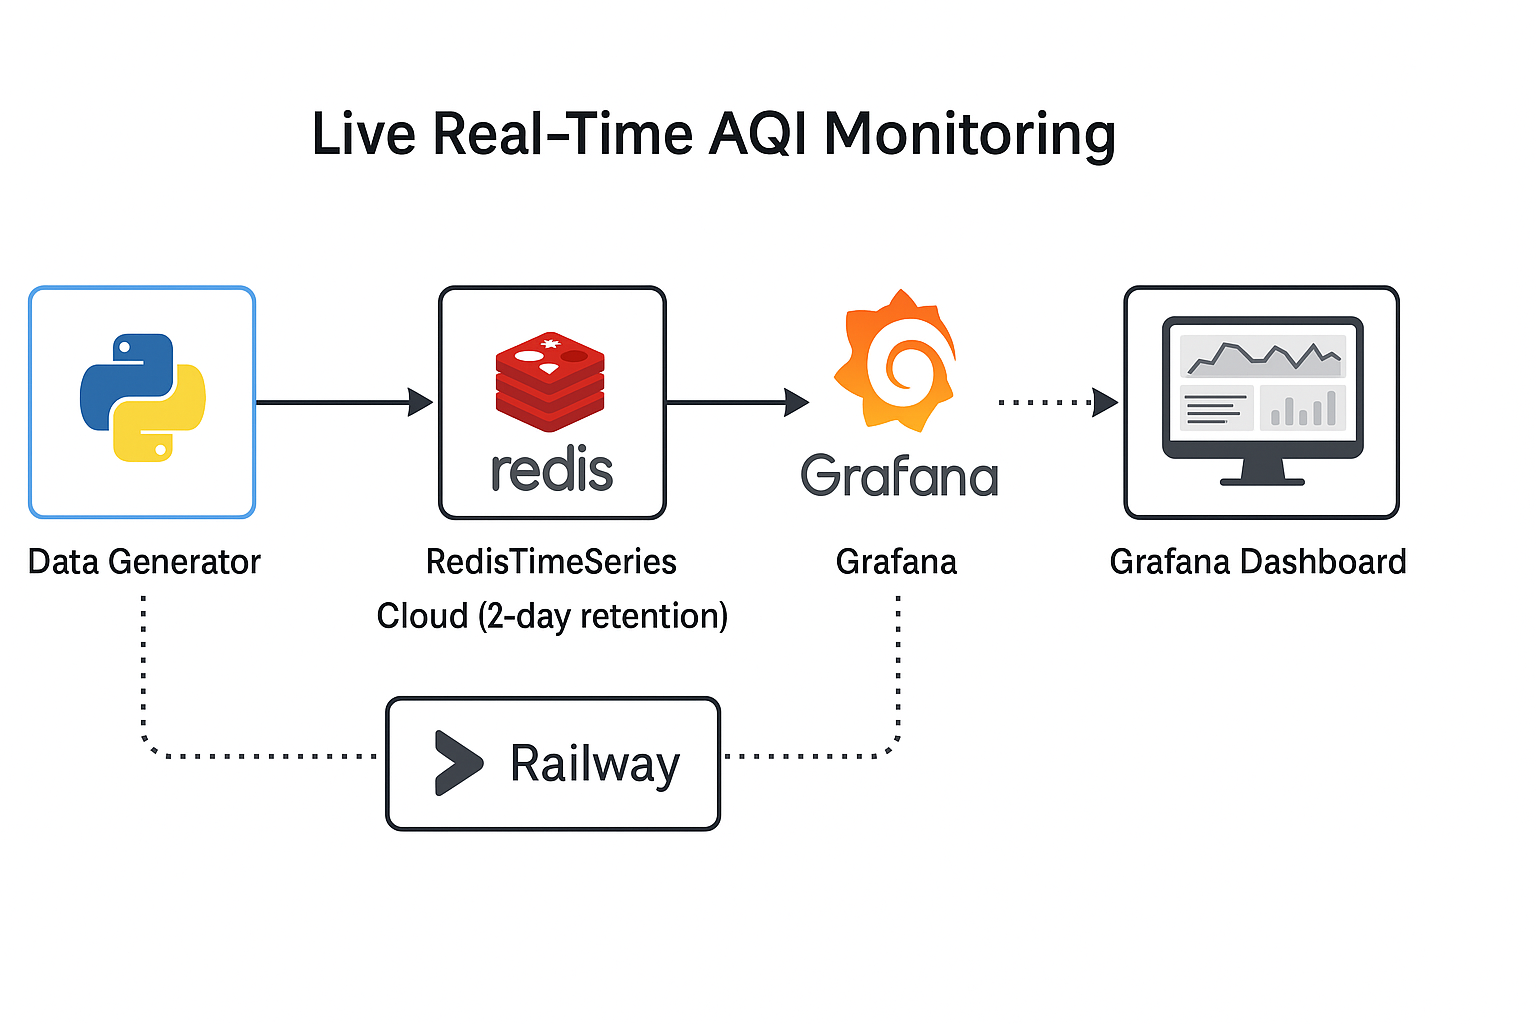 Live Real-Time AQI Monitoring
redis
Grafana
Data Generator
RedisTimeSeries
Cloud (2-day retention)
Grafana
Grafana Dashboard
Railway